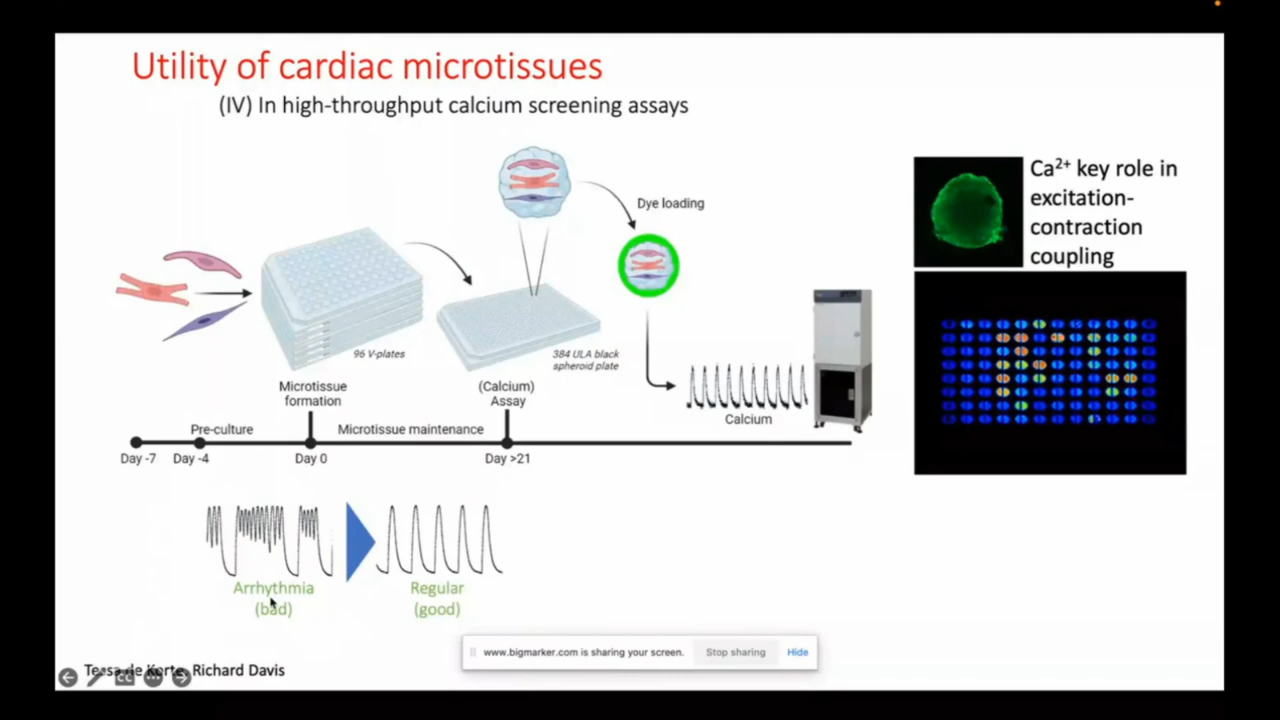 Utility of cardiac microtissues
(IV) In high-throughput calcium screening assays
Ca²⁺ key role in
excitation-
contraction
coupling
Dye loading
96 V-plates
384 ULA black
spheroid plate
Microtissue
formation
(Calcium)
Assay
Calcium
Pre-culture
Microtissue maintenance
Day -7
Day -4
Day 0
Day >21
Arrhythmia
(bad)
Regular
(good)
www.bigmarker.com is sharing your screen.
Stop sharing
Hide
Tessa de Korte, Richard Davis